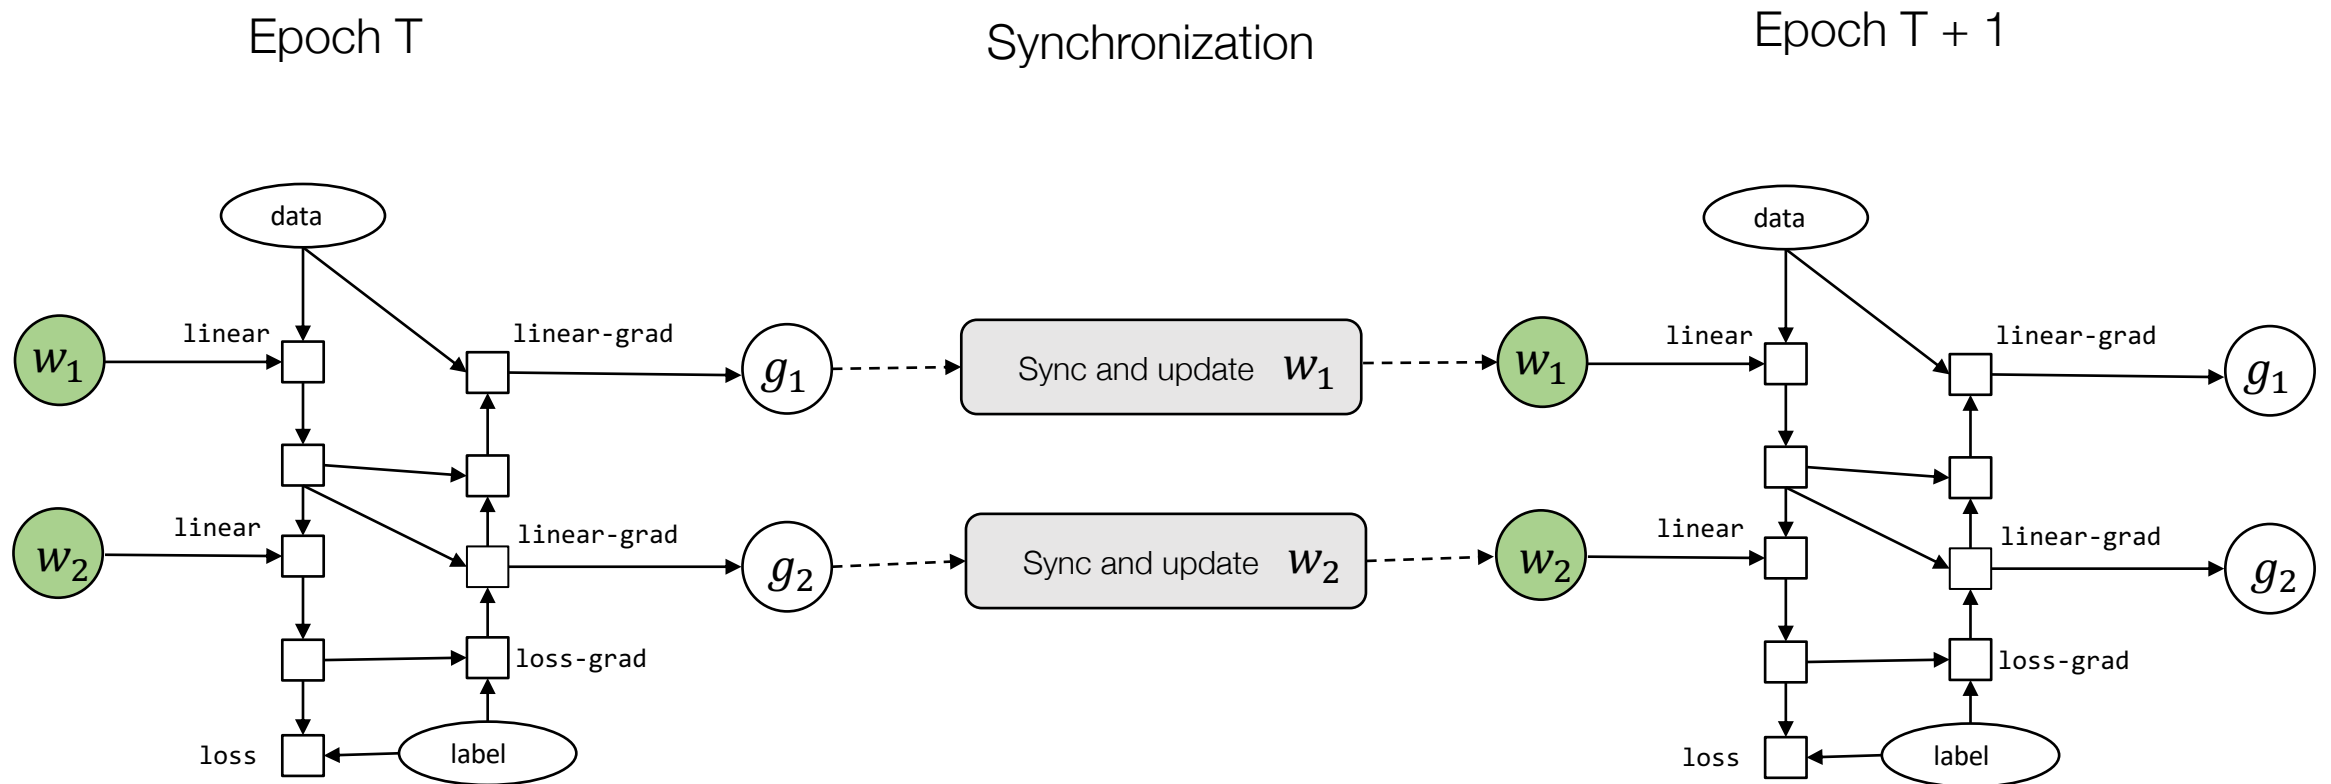 Epoch T
Synchronization
Epoch T + 1
data
linear
w₁
linear-grad
g₁
linear
w₂
linear-grad
g₂
loss-grad
loss
label
Sync and update w₁
Sync and update w₂
data
linear
w₁
linear-grad
g₁
linear
w₂
linear-grad
g₂
loss-grad
loss
label